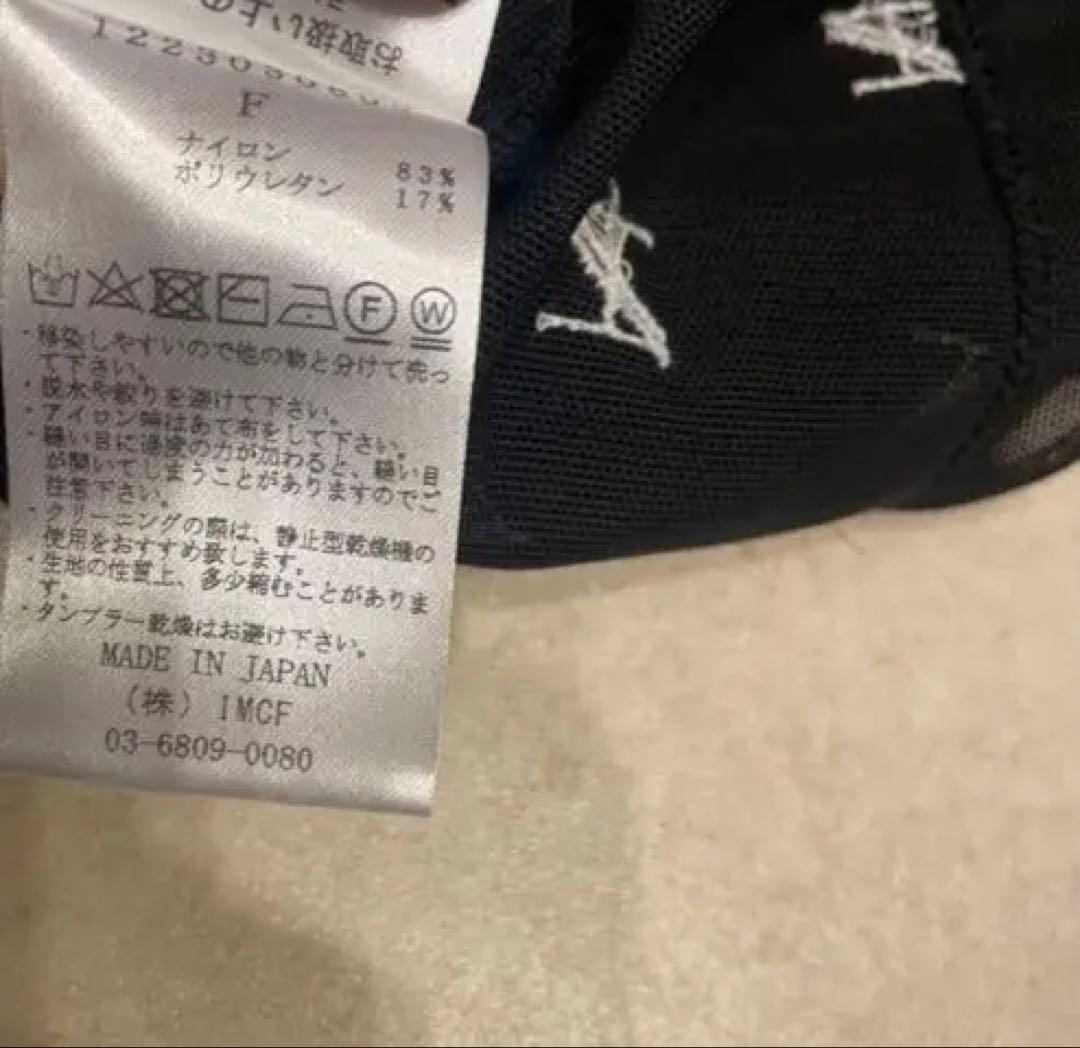 お取扱い上の
F
ナイロン 83%
ポリウレタン 17%
F W
・移染しやすいので他の物と分けて洗っ
て下さい。
・脱水や絞りを避けて下さい。
・アイロン時はあて布をして下さい。
・縫い目に過度の力が加わると、縫い目
が開いてしまうことがありますのでご
注意下さい。
・クリーニングの際は、静止型乾燥機の
使用をおすすめ致します。
・生地の性質上、多少縮むことがありま
す。
・タンブラー乾燥はお避け下さい。
MADE IN JAPAN
(株) IMCF
03-6809-0080